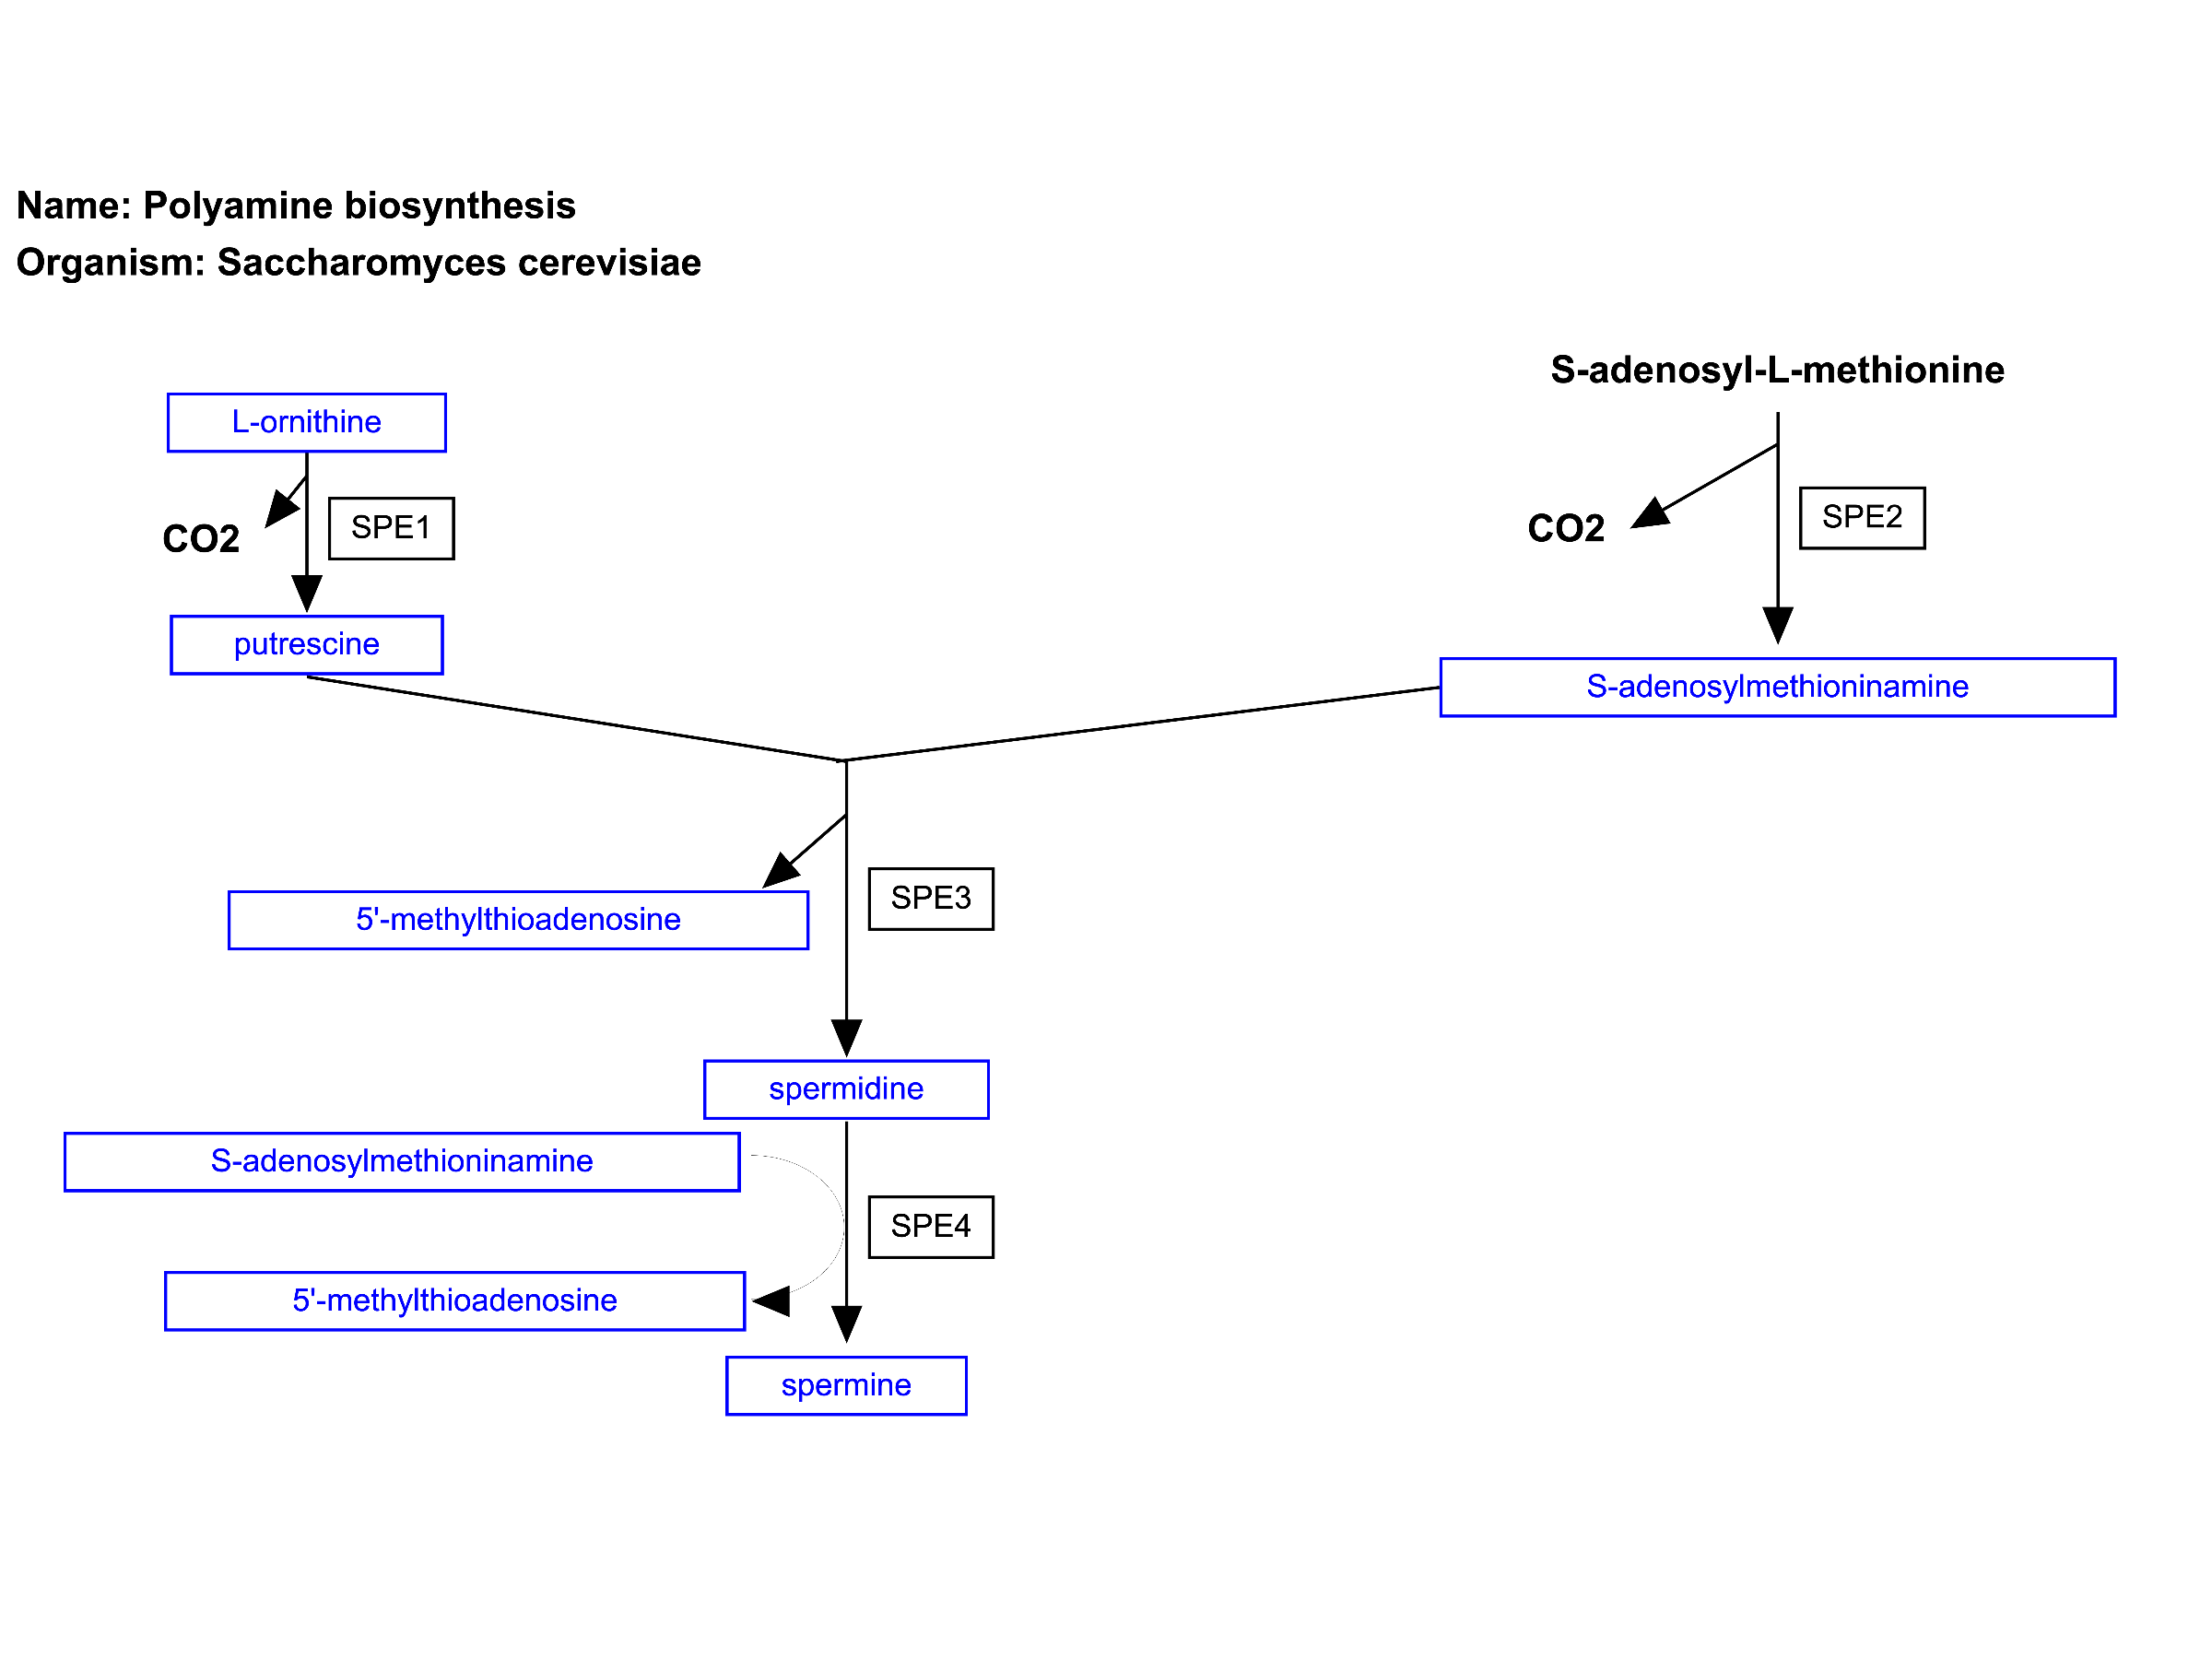 Name: Polyamine biosynthesis
Organism: Saccharomyces cerevisiae
S-adenosyl-L-methionine
L-ornithine
CO2
SPE1
CO2
SPE2
putrescine
S-adenosylmethioninamine
5'-methylthioadenosine
SPE3
spermidine
S-adenosylmethioninamine
SPE4
5'-methylthioadenosine
spermine